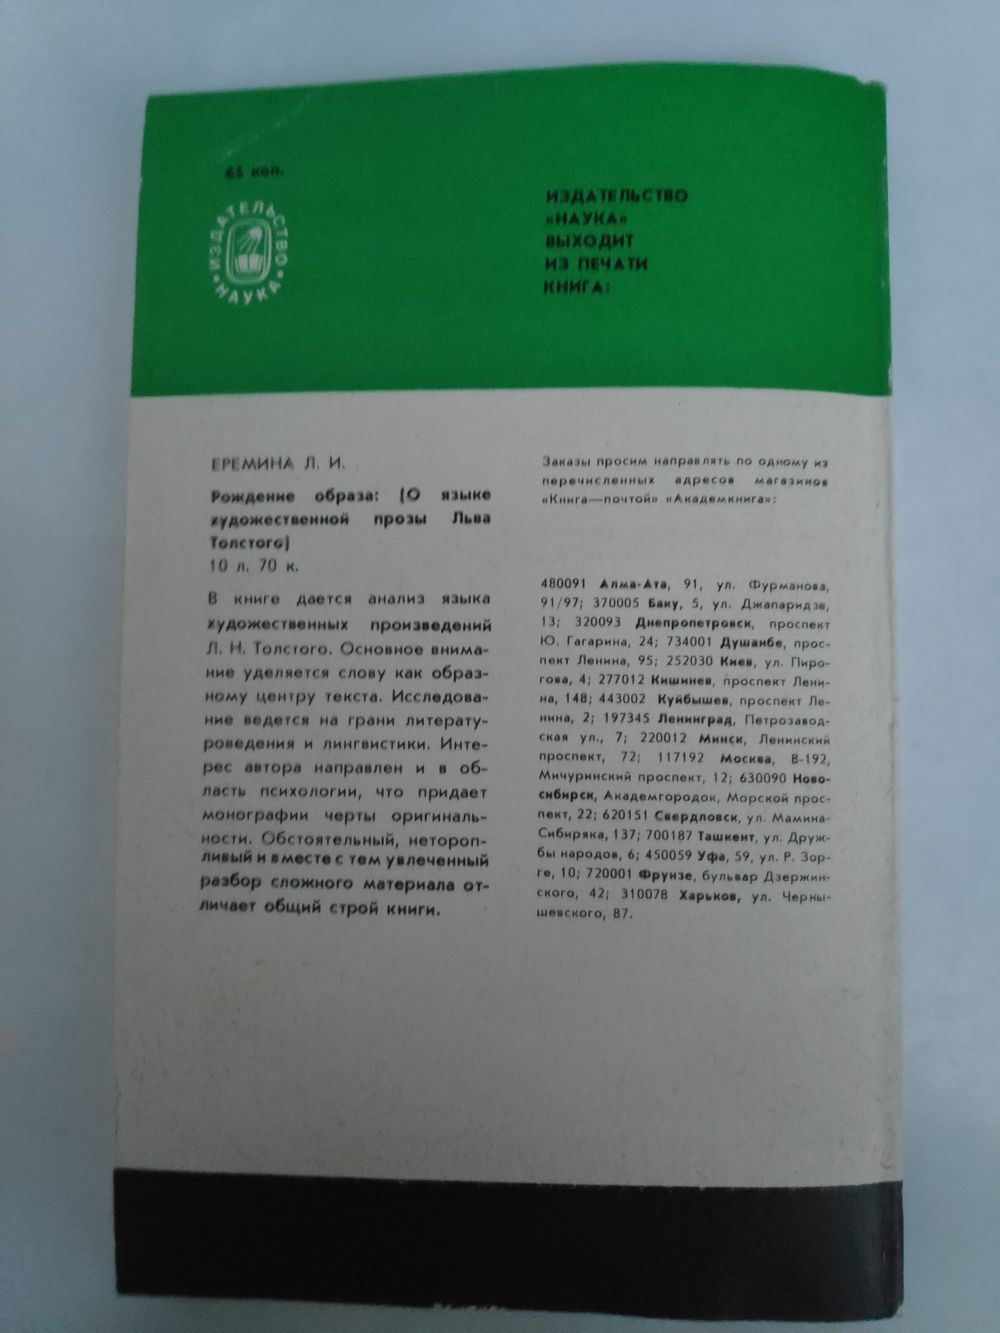 65 коп.
ИЗДАТЕЛЬСТВО
• НАУКА •
ИЗДАТЕЛЬСТВО
«НАУКА»
ВЫХОДИТ
ИЗ ПЕЧАТИ
КНИГА:
ЕРЕМИНА Л. И.
Рождение образа: (О языке
художественной прозы Льва
Толстого)
10 л. 70 к.
В книге дается анализ языка
художественных произведений
Л. Н. Толстого. Основное внима-
ние уделяется слову как образ-
ному центру текста. Исследова-
ние ведется на грани литерату-
роведения и лингвистики. Инте-
рес автора направлен и в об-
ласть психологии, что придает
монографии черты оригиналь-
ности. Обстоятельный, нетороп-
ливый и вместе с тем увлеченный
разбор сложного материала от-
личает общий строй книги.
Заказы просим направлять по одному из
перечисленных адресов магазинов
«Книга—почтой» «Академкнига»:
480091 Алма-Ата, 91, ул. Фурманова,
91/97; 370005 Баку, 5, ул. Джапаридзе,
13; 320093 Днепропетровск, проспект
Ю. Гагарина, 24; 734001 Душанбе, прос-
пект Ленина, 95; 252030 Киев, ул. Пиро-
гова, 4; 277012 Кишинев, проспект Лени-
на, 148; 443002 Куйбышев, проспект Ле-
нина, 2; 197345 Ленинград, Петрозавод-
ская ул., 7; 220012 Минск, Ленинский
проспект, 72; 117192 Москва, В-192,
Мичуринский проспект, 12; 630090 Ново-
сибирск, Академгородок, Морской прос-
пект, 22; 620151 Свердловск, ул. Мамина-
Сибиряка, 137; 700187 Ташкент, ул. Друж-
бы народов, 6; 450059 Уфа, 59, ул. Р. Зор-
ге, 10; 720001 Фрунзе, бульвар Дзержин-
ского, 42; 310078 Харьков, ул. Черны-
шевского, 87.